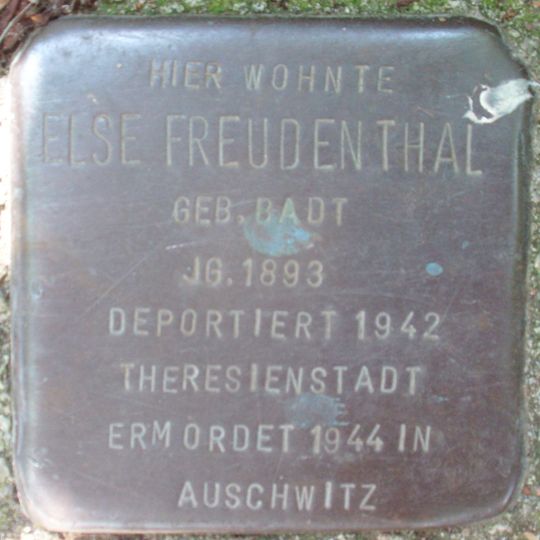 HIER WOHNTE
ELSE FREUDENTHAL
GEB. BADT
JG. 1893
DEPORTIERT 1942
THERESIENSTADT
ERMORDET 1944 IN
AUSCHWITZ